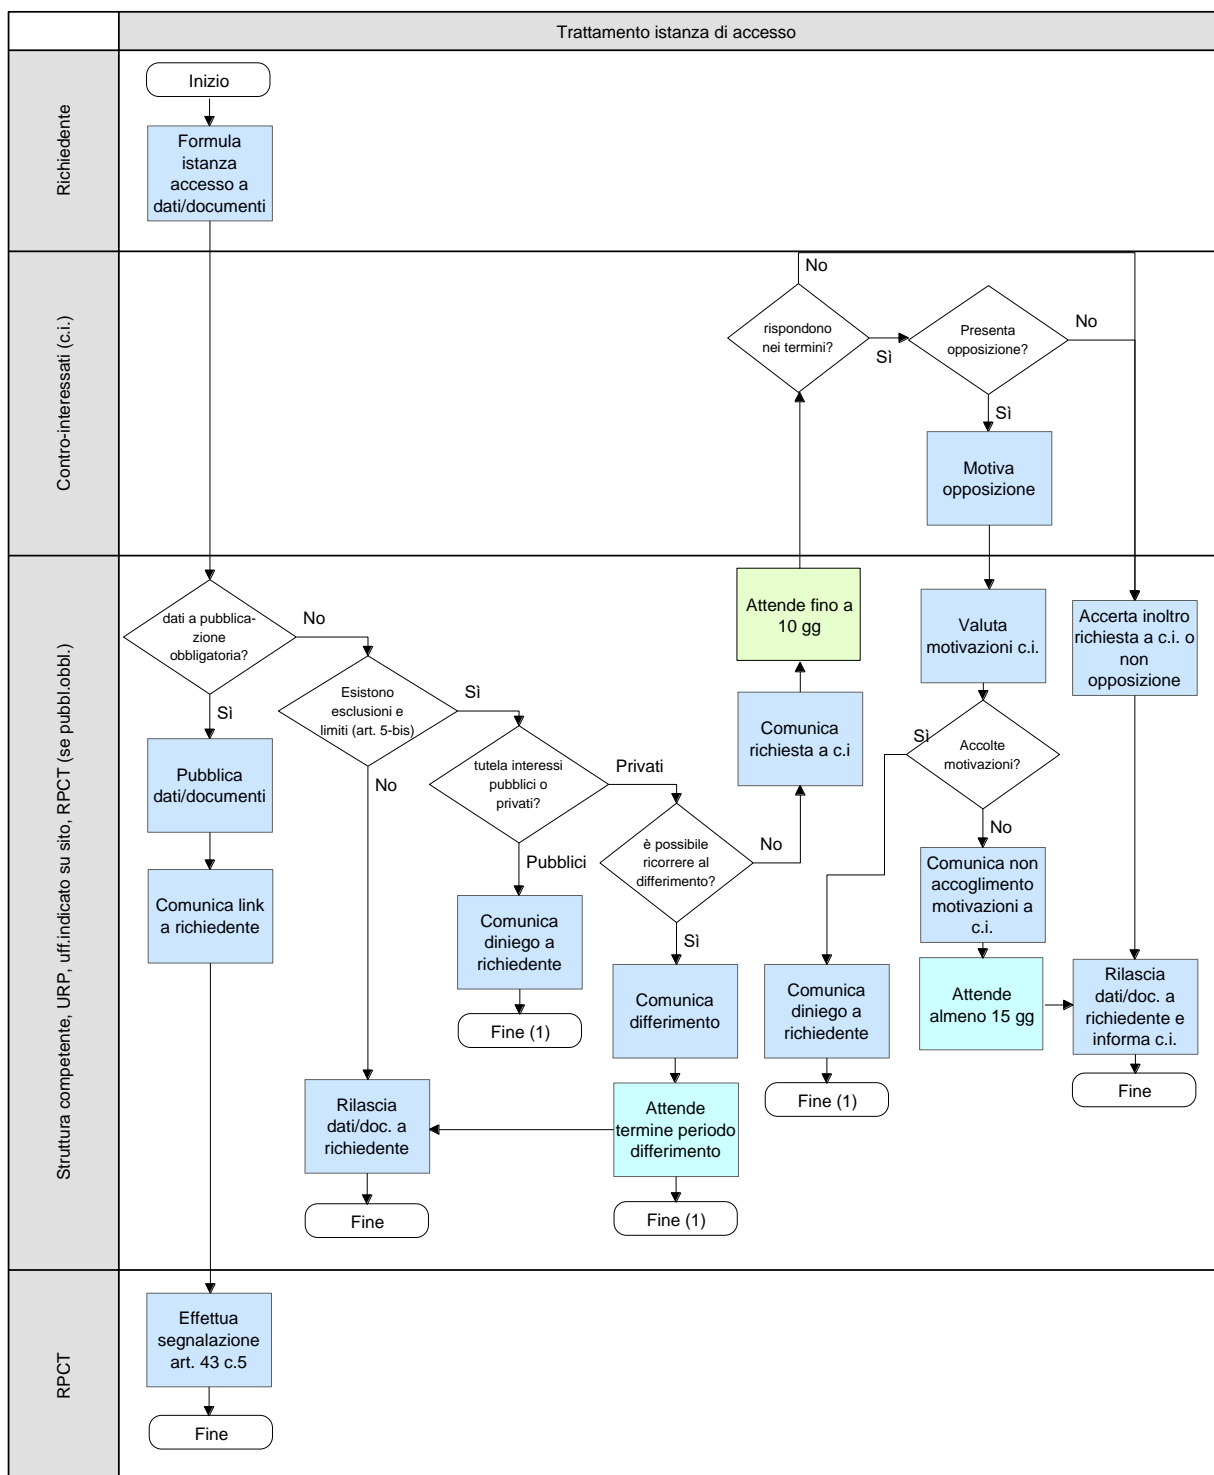 Trattamento istanza di accesso
Richiedente
Inizio
Formula
istanza
accesso a
dati/documenti
Contro-interessati (c.i.)
No
rispondono
nei termini?
Sì
Presenta
opposizione?
No
Sì
Motiva
opposizione
Struttura competente, URP, uff.indicato su sito, RPCT (se pubbl.obbl.)
dati a pubblica-
zione
obbligatoria?
No
Sì
Pubblica
dati/documenti
Comunica link
a richiedente
Esistono
esclusioni e
limiti (art. 5-bis)
Sì
No
tutela interessi
pubblici o
privati?
Privati
Pubblici
Comunica
diniego a
richiedente
Fine (1)
è possibile
ricorrere al
differimento?
No
Sì
Comunica
differimento
Attende
termine periodo
differimento
Fine (1)
Rilascia
dati/doc. a
richiedente
Fine
Comunica
richiesta a c.i
Attende fino a
10 gg
Valuta
motivazioni c.i.
Accolte
motivazioni?
Sì
No
Comunica
diniego a
richiedente
Fine (1)
Comunica non
accoglimento
motivazioni a
c.i.
Attende
almeno 15 gg
Accerta inoltro
richiesta a c.i. o
non
opposizione
Rilascia
dati/doc. a
richiedente e
informa c.i.
Fine
RPCT
Effettua
segnalazione
art. 43 c.5
Fine